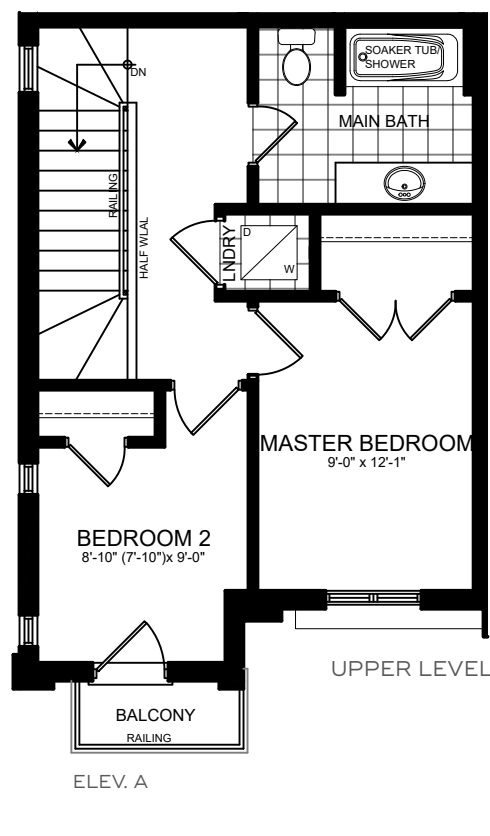 SOAKER TUB/
SHOWER
DN
MAIN BATH
RAILING
HALF WLAL
LNDRY
D
W
MASTER BEDROOM
9'-0" x 12'-1"
BEDROOM 2
8'-10" (7'-10")x 9'-0"
UPPER LEVEL
BALCONY
RAILING
ELEV. A